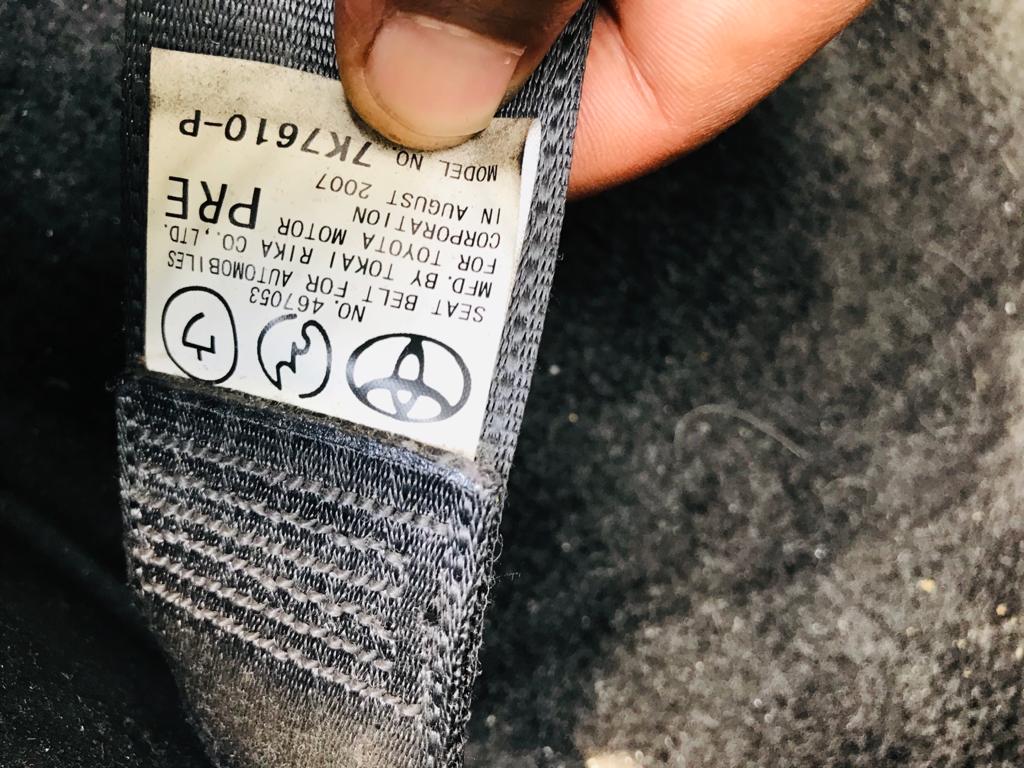 NO. 467053
SEAT BELT FOR AUTOMOBILES
MFD. BY TOKAI RIKA CO., LTD.
FOR TOYOTA MOTOR
CORPORATION
IN AUGUST 2007
PRE
MODEL NO. 7K7610-P